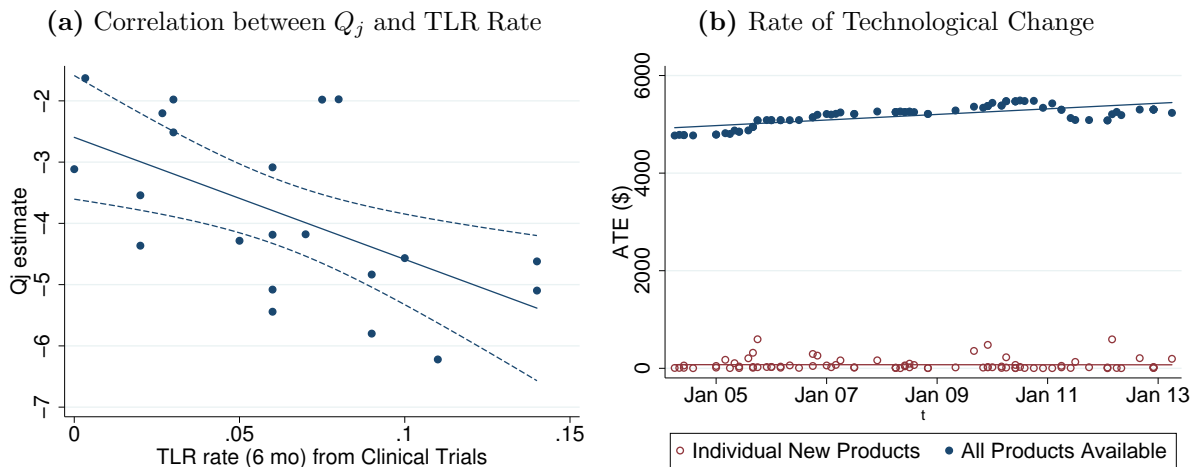 (a) Correlation between Qj and TLR Rate
-2
-3
-4
-5
-6
-7
Qj estimate
0
.05
.1
.15
TLR rate (6 mo) from Clinical Trials
(b) Rate of Technological Change
6000
4000
2000
0
ATE ($)
Jan 05
Jan 07
Jan 09
Jan 11
Jan 13
t
Individual New Products
All Products Available